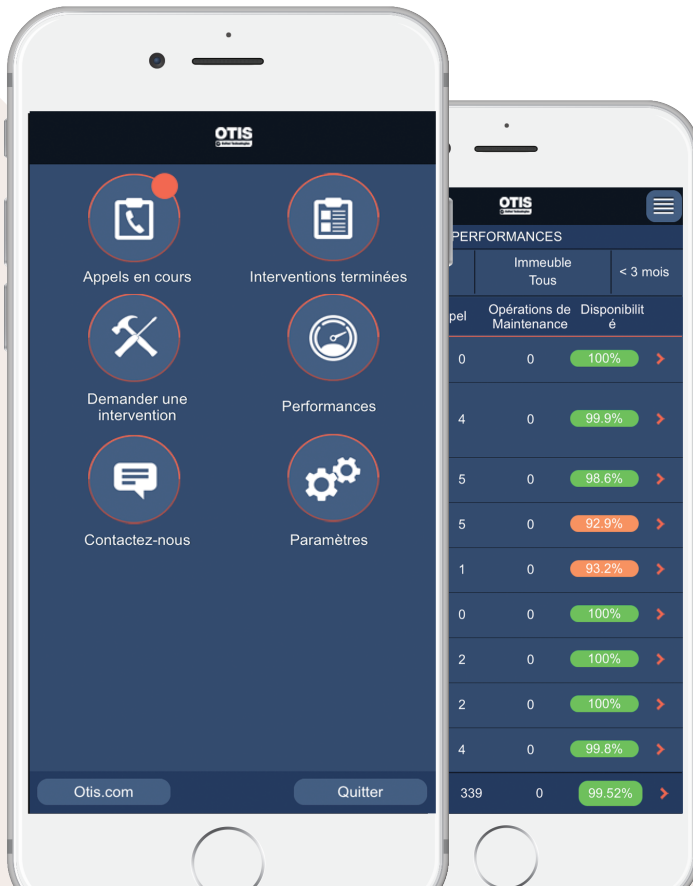 OTIS
Appels en cours
Interventions terminées
Demander une
intervention
Performances
Contactez-nous
Paramètres
Otis.com
Quitter
OTIS
PERFORMANCES
Immeuble
Tous
< 3 mois
pel
Opérations de
Maintenance
Disponibilit
é
0 0 100%
4 0 99.9%
5 0 98.6%
5 0 92.9%
1 0 93.2%
0 0 100%
2 0 100%
2 0 100%
4 0 99.8%
339 0 99.52%